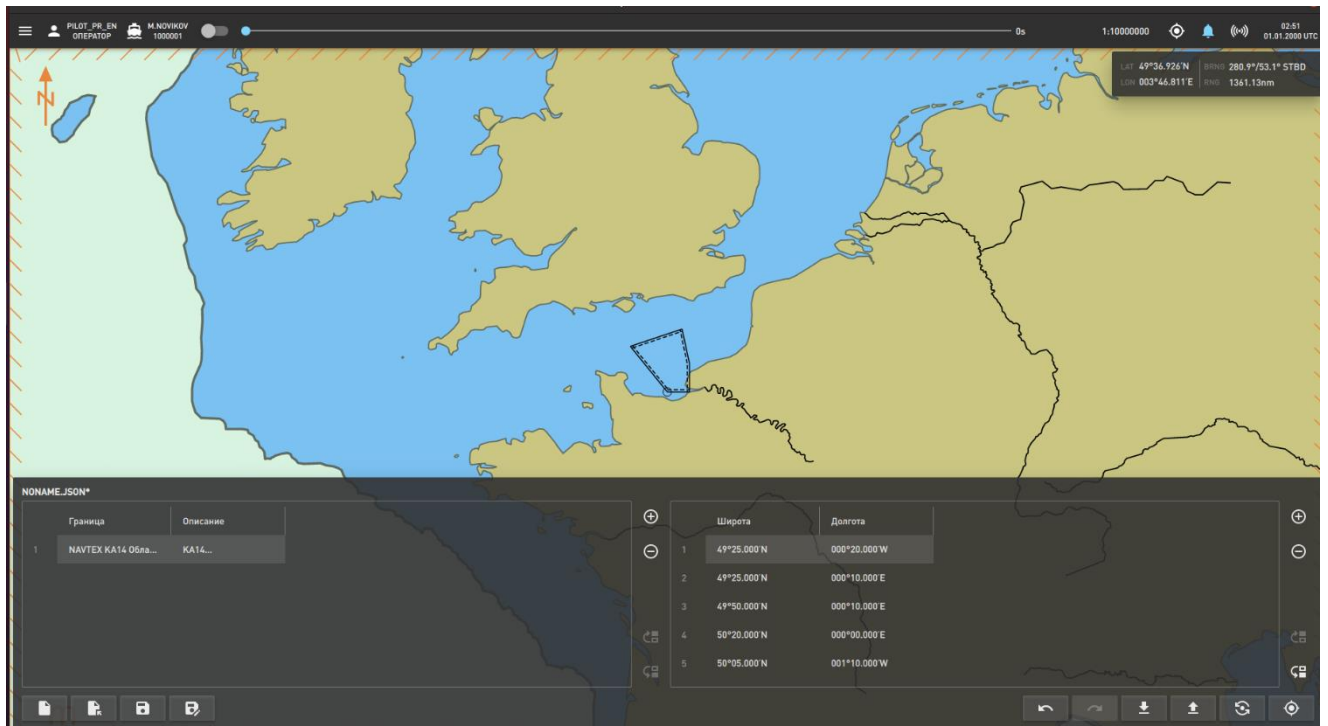 PILOT_PR_EN
ОПЕРАТОР
M.NOVIKOV
1000001
0s
1:10000000
02:51
01.01.2000 UTC
N
LAT 49°36.926'N BRNG 280.9°/53.1° STBD
LON 003°46.811'E RNG 1361.13nm
NONAME.JSON*
Граница Описание
1 NAVTEX KA14 Обла... KA14...
Широта Долгота
1 49°25.000'N 000°20.000'W
2 49°25.000'N 000°10.000'E
3 49°50.000'N 000°10.000'E
4 50°20.000'N 000°00.000'E
5 50°05.000'N 001°10.000'W